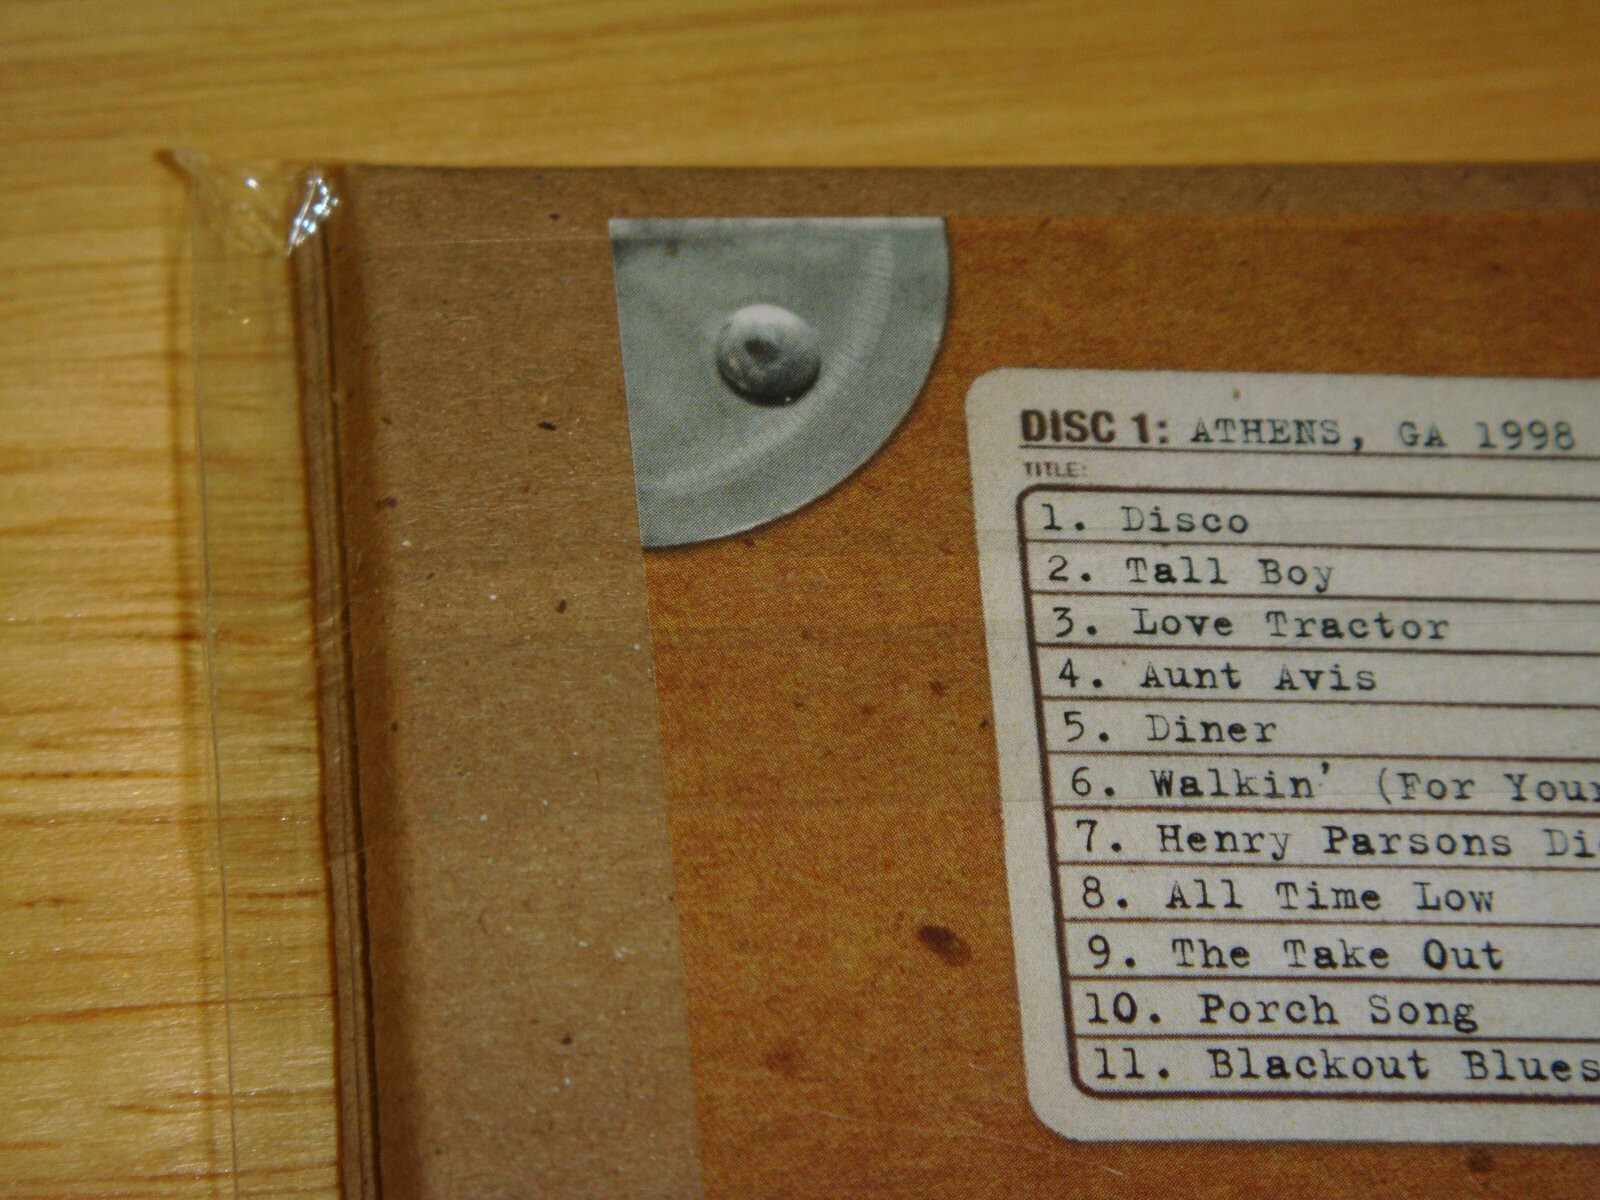 DISC 1: ATHENS, GA 1998
TITLE:
1. Disco
2. Tall Boy
3. Love Tractor
4. Aunt Avis
5. Diner
6. Walkin' (For Your
7. Henry Parsons Di
8. All Time Low
9. The Take Out
10. Porch Song
11. Blackout Blues